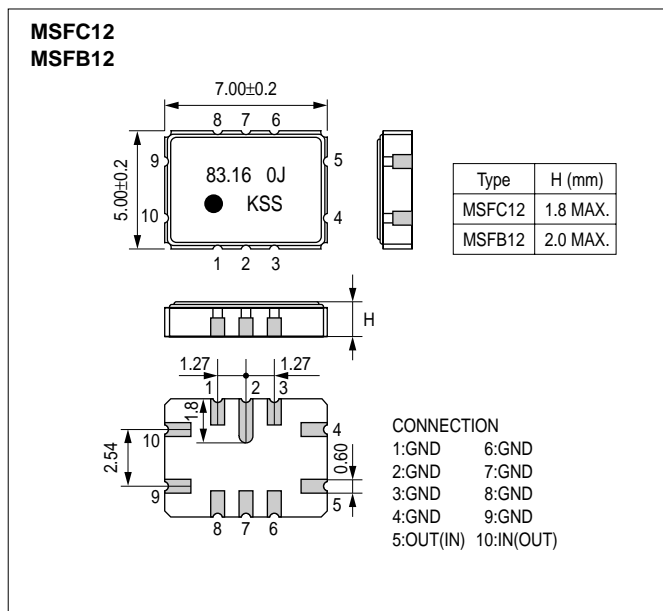 MSFC12
MSFB12
7.00±0.2
8 7 6
5.00±0.2
9
5
83.16 0J
KSS
10
4
1 2 3
Type H (mm)
MSFC12 1.8 MAX.
MSFB12 2.0 MAX.
H
1.27 1.27
1 2 3
1.8
10
4
2.54
0.60
9
5
8 7 6
CONNECTION
1:GND 6:GND
2:GND 7:GND
3:GND 8:GND
4:GND 9:GND
5:OUT(IN) 10:IN(OUT)